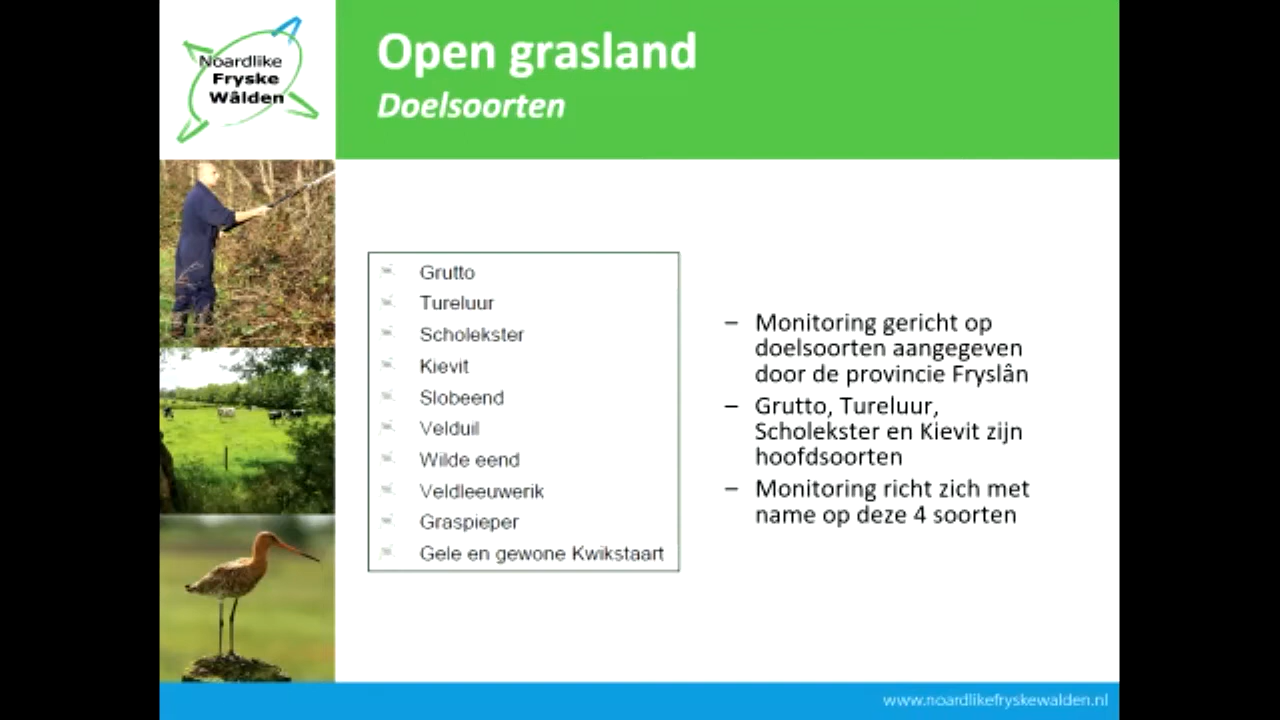 Noardlike
Fryske
Wâlden
Open grasland
Doelsoorten
Grutto
Tureluur
Scholekster
Kievit
Slobeend
Velduil
Wilde eend
Veldleeuwerik
Graspieper
Gele en gewone Kwikstaart
– Monitoring gericht op
doelsoorten aangegeven
door de provincie Fryslân
– Grutto, Tureluur,
Scholekster en Kievit zijn
hoofdsoorten
– Monitoring richt zich met
name op deze 4 soorten
www.noardlikefryskewalden.nl